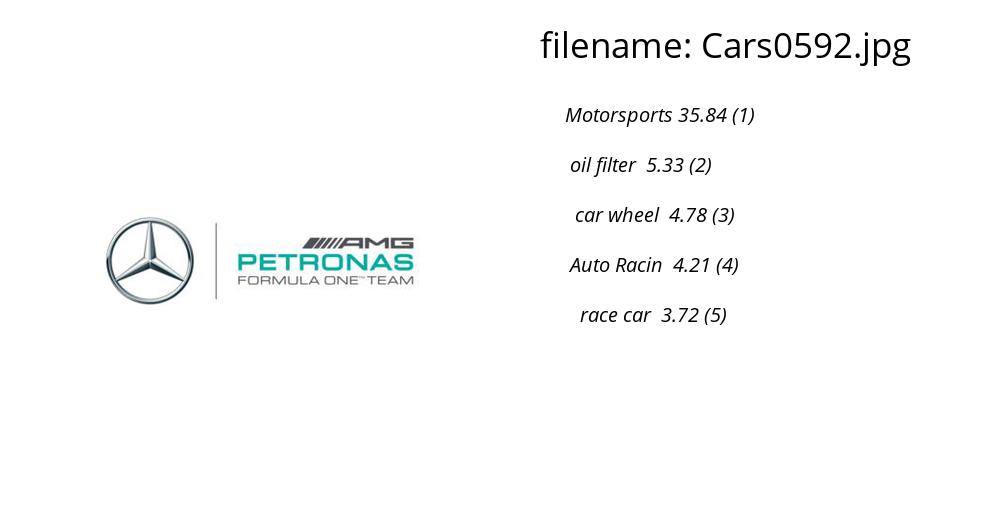 filename: Cars0592.jpg
Motorsports 35.84 (1)
oil filter 5.33 (2)
car wheel 4.78 (3)
Auto Racin 4.21 (4)
race car 3.72 (5)
AMG
PETRONAS
FORMULA ONE™ TEAM